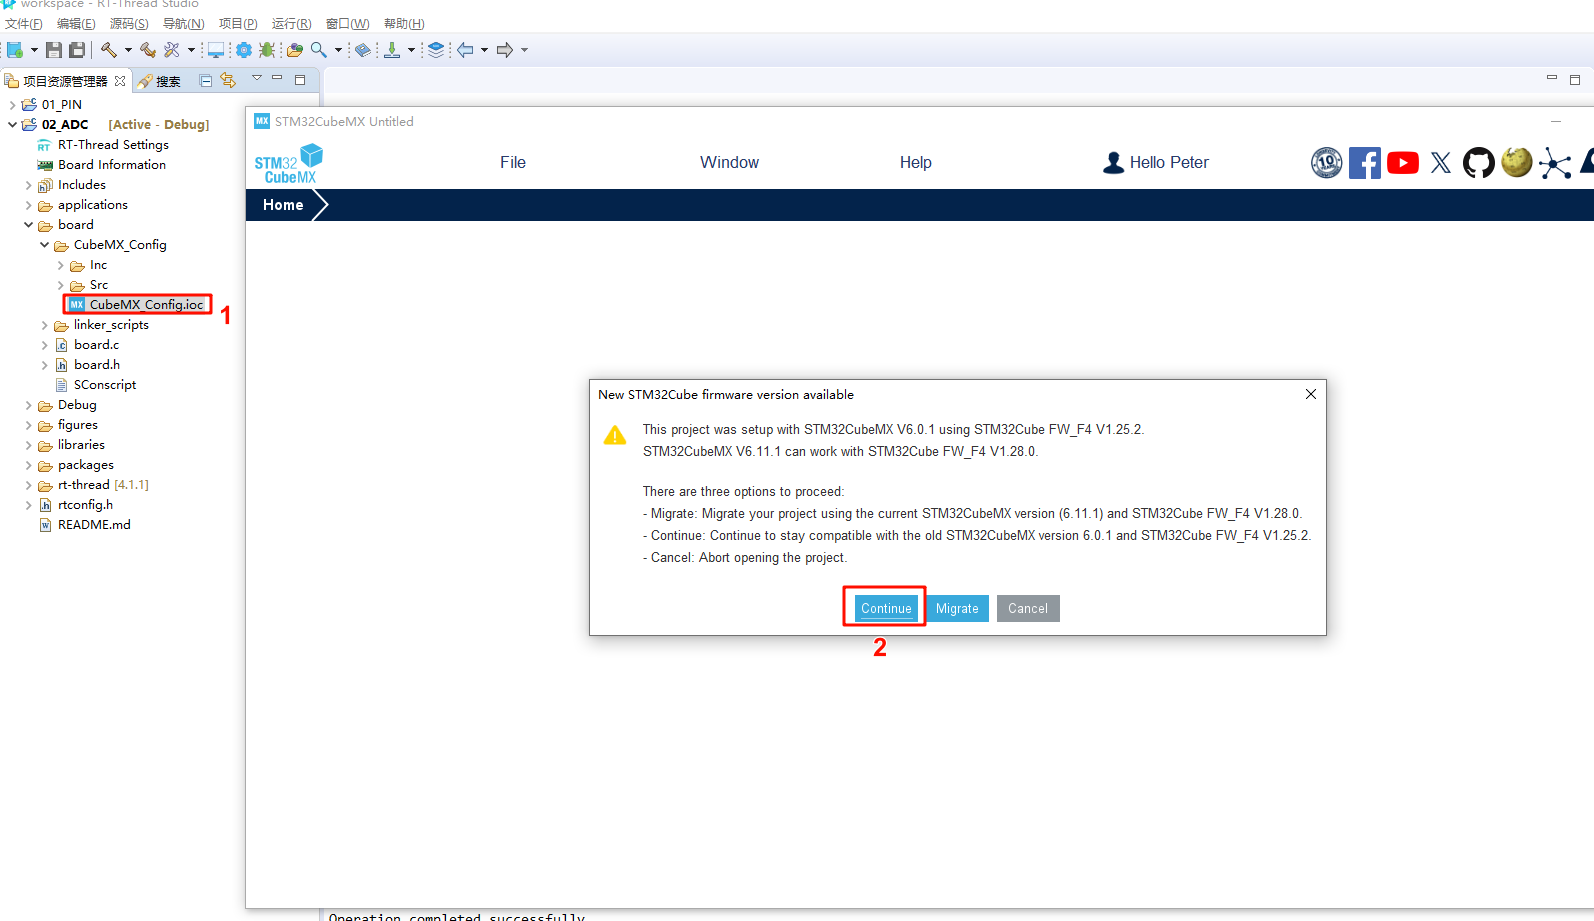 workspace - RT-Thread Studio
文件(F) 编辑(E) 源码(S) 导航(N) 项目(P) 运行(R) 窗口(W) 帮助(H)
项目资源管理器 搜索
01_PIN
02_ADC [Active - Debug]
RT-Thread Settings
Board Information
Includes
applications
board
CubeMX_Config
Inc
Src
MX CubeMX_Config.ioc
1
linker_scripts
board.c
board.h
SConscript
Debug
figures
libraries
packages
rt-thread [4.1.1]
rtconfig.h
README.md
MX STM32CubeMX Untitled
STM32
CubeMX
File Window Help Hello Peter
10
Home
New STM32Cube firmware version available
This project was setup with STM32CubeMX V6.0.1 using STM32Cube FW_F4 V1.25.2.
STM32CubeMX V6.11.1 can work with STM32Cube FW_F4 V1.28.0.
There are three options to proceed:
- Migrate: Migrate your project using the current STM32CubeMX version (6.11.1) and STM32Cube FW_F4 V1.28.0.
- Continue: Continue to stay compatible with the old STM32CubeMX version 6.0.1 and STM32Cube FW_F4 V1.25.2.
- Cancel: Abort opening the project.
Continue Migrate Cancel
2
Operation completed successfully